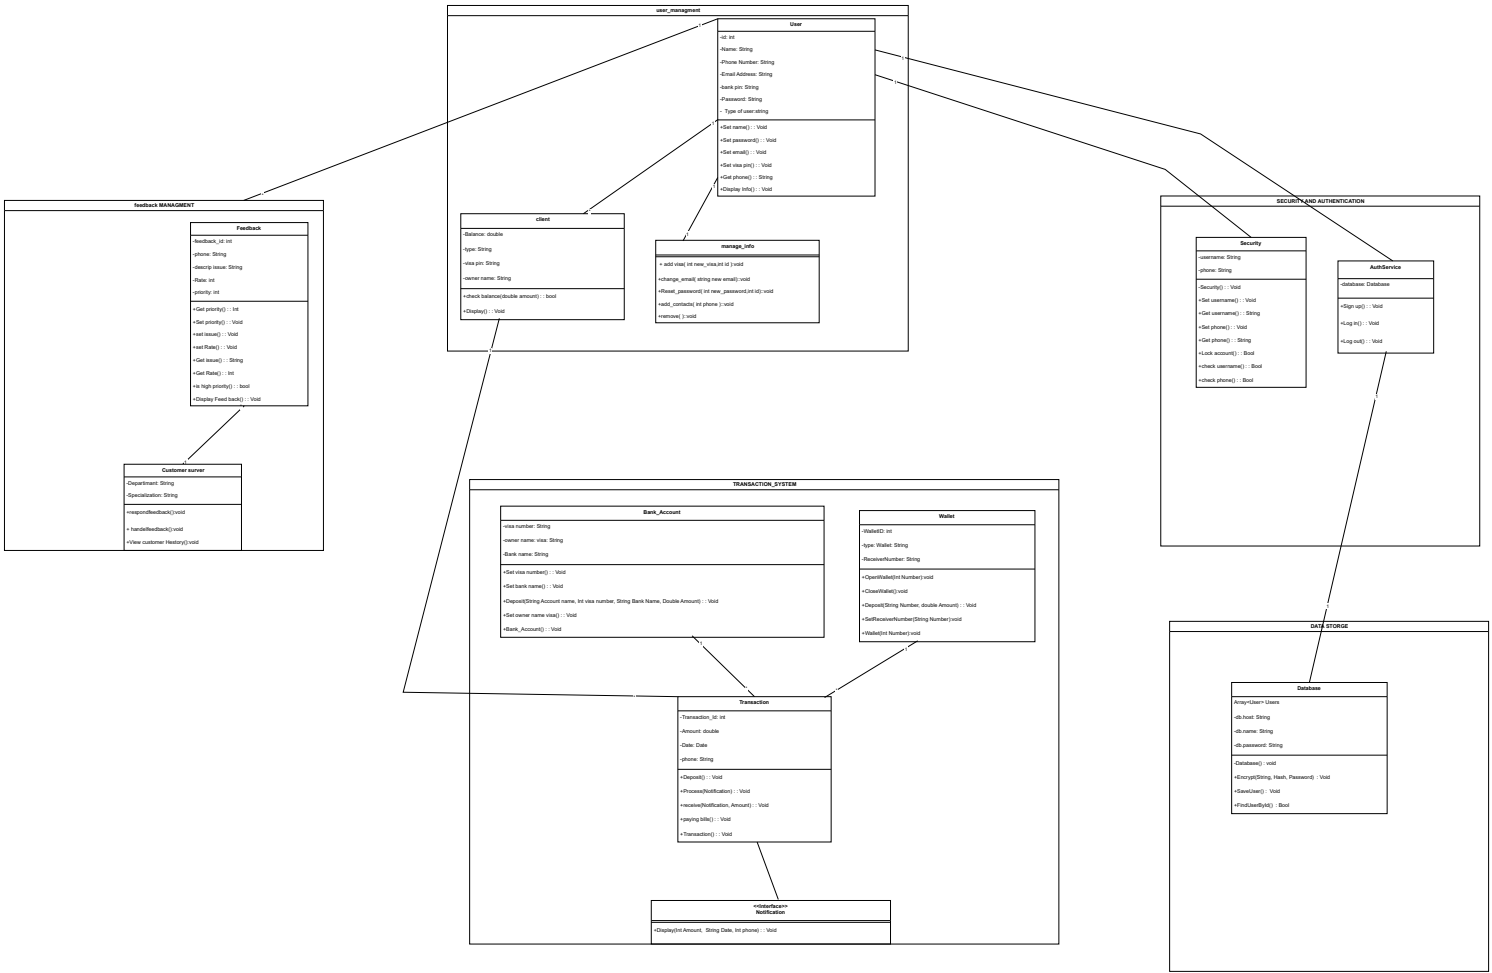 user_managment
User
-id: int
-Name: String
-Phone Number: String
-Email Address: String
-bank pin: String
-Password: String
- Type of user:string
+Set name() : : Void
+Set password() : : Void
+Set email() : : Void
+Set visa pin() : : Void
+Get phone() : : String
+Display Info() : : Void
client
-Balance: double
-type: String
-visa pin: String
-owner name: String
+check balance(double amount) : : bool
+Display() : : Void
manage_info
+ add visa( int new_visa,int id ):void
+change_email( string new email)::void
+Reset_password( int new_password,int id)::void
+add_contacts( int phone )::void
+remove( )::void
feedback MANAGMENT
Feedback
-feedback_id: int
-phone: String
-descrip issue: String
-Rate: int
-priority: int
+Get priority() : : Int
+Set priority() : : Void
+set issue() : : Void
+set Rate() : : Void
+Get issue() : : String
+Get Rate() : : Int
+is high priority() : : bool
+Display Feed back() : : Void
Customer surver
-Departimant: String
-Specialization: String
+respondfeedback():void
+ handelfeedback():void
+View customer Hestory():void
SECURITY AND AUTHENTICATION
Security
-username: String
-phone: String
-Security() : : Void
+Set username() : : Void
+Get username() : : String
+Set phone() : : Void
+Get phone() : : String
+Lock account() : : Bool
+check username() : : Bool
+check phone() : : Bool
AuthService
-database: Database
+Sign up() : : Void
+Log in() : : Void
+Log out() : : Void
TRANSACTION_SYSTEM
Bank_Account
-visa number: String
-owner name: visa: String
-Bank name: String
+Set visa number() : : Void
+Set bank name() : : Void
+Deposit(String Account name, Int visa number, String Bank Name, Double Amount) : : Void
+Set owner name visa() : : Void
+Bank_Account() : : Void
Wallet
-WalletID: int
-type: Wallet: String
-ReceiverNumber: String
+OpenWallet(Int Number):void
+CloseWallet():void
+Deposit(String Number, double Amount) : : Void
+SetReceiverNumber(String Number):void
+Wallet(Int Number):void
Transaction
-Transaction_Id: int
-Amount: double
-Date: Date
-phone: String
+Deposit() : : Void
+Process(Notification) : : Void
+receive(Notification, Amount) : : Void
+paying bills() : : Void
+Transaction() : : Void
<<Interface>>
Notification
+Display(Int Amount, String Date, Int phone) : : Void
DATA STORGE
Database
Array<User> Users
-db.host: String
-db.name: String
-db.password: String
-Database() : void
+Encrypt(String, Hash, Password) : Void
+SaveUser() : Void
+FindUserById() : Bool